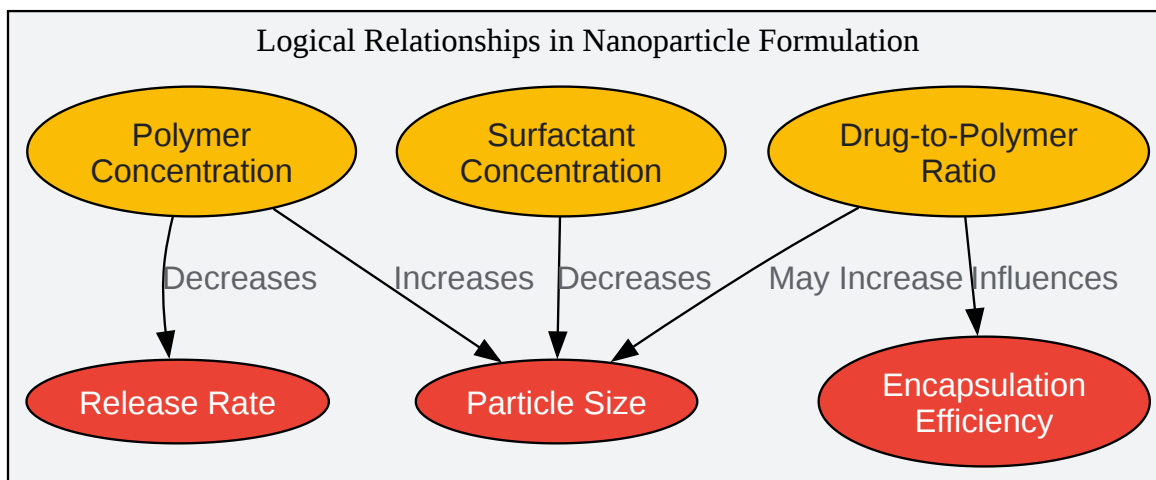 Logical Relationships in Nanoparticle Formulation
Polymer
Concentration
Surfactant
Concentration
Drug-to-Polymer
Ratio
Decreases
Increases
Decreases
May Increase
Influences
Release Rate
Particle Size
Encapsulation
Efficiency